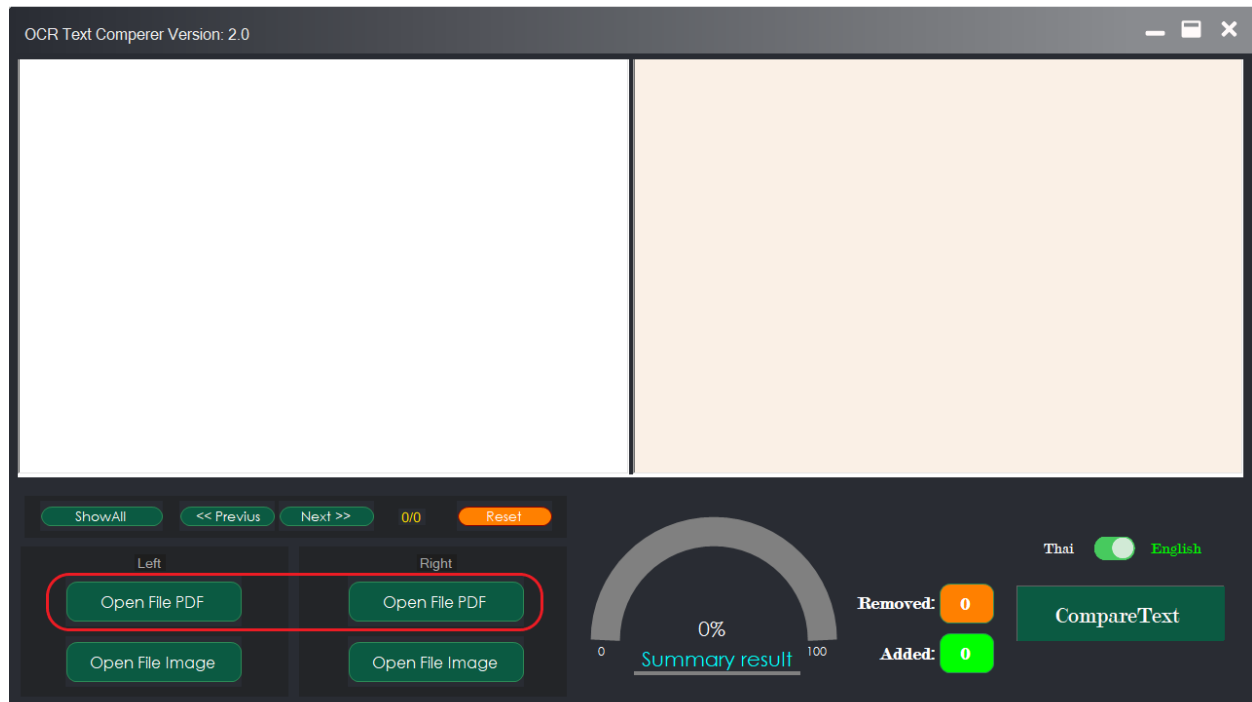 OCR Text Comperer Version: 2.0
ShowAll << Previus Next >> 0/0 Reset
Left Right
Open File PDF Open File PDF
Open File Image Open File Image
0%
0 Summary result 100
Removed: 0
Added: 0
Thai English
CompareText